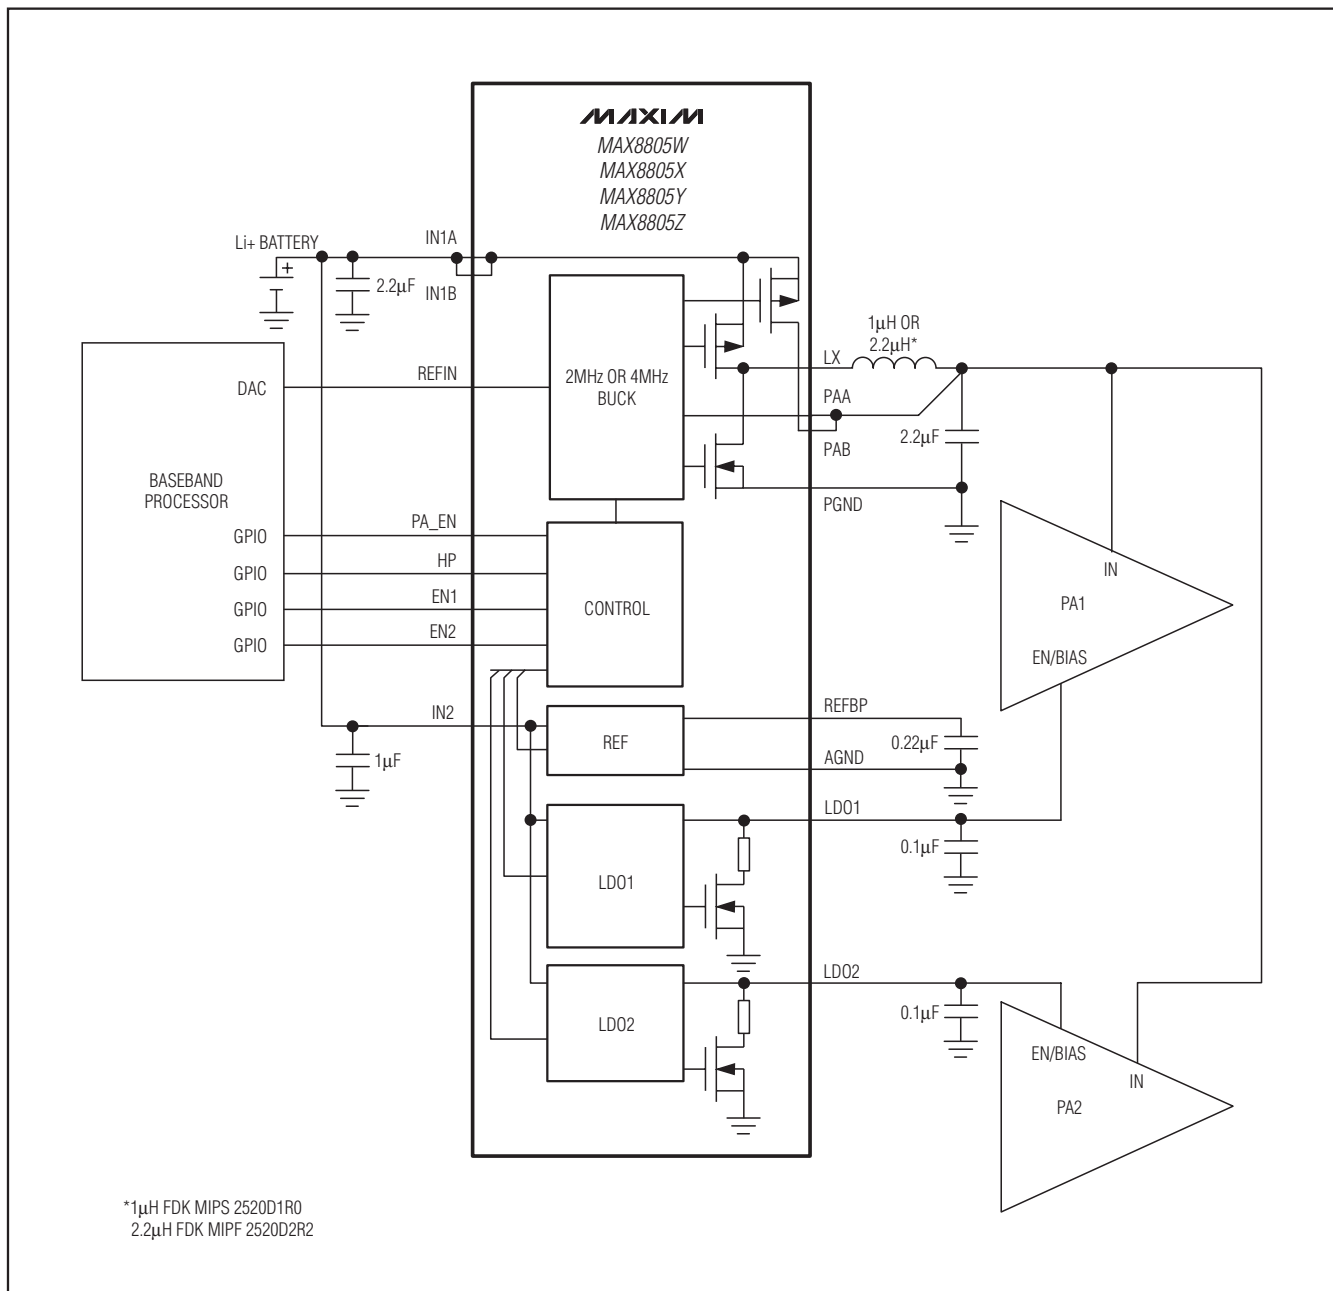 MAXIM
MAX8805W
MAX8805X
MAX8805Y
MAX8805Z
Li+ BATTERY
+
2.2µF
IN1A
IN1B
BASEBAND
PROCESSOR
DAC
GPIO
GPIO
GPIO
GPIO
REFIN
PA_EN
HP
EN1
EN2
IN2
1µF
2MHz OR 4MHz
BUCK
CONTROL
REF
LDO1
LDO2
LX
1µH OR
2.2µH*
PAA
PAB
2.2µF
PGND
REFBP
0.22µF
AGND
LDO1
0.1µF
LDO2
0.1µF
IN
PA1
EN/BIAS
EN/BIAS
IN
PA2
*1µH FDK MIPS 2520D1R0
2.2µH FDK MIPF 2520D2R2